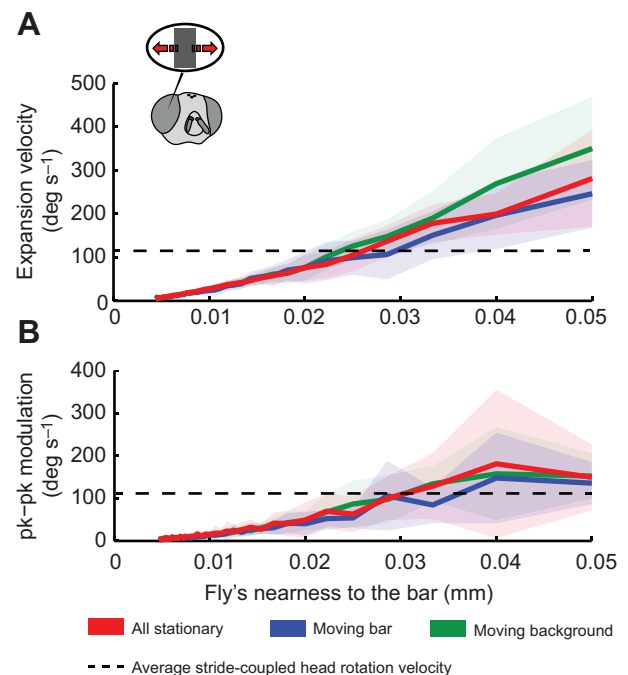 A
500
400
300
200
100
0
Expansion velocity
(deg s−1)
0 0.01 0.02 0.03 0.04 0.05
B
400
300
200
100
0
pk–pk modulation
(deg s−1)
0 0.01 0.02 0.03 0.04 0.05
Fly's nearness to the bar (mm)
All stationary Moving bar Moving background
Average stride-coupled head rotation velocity